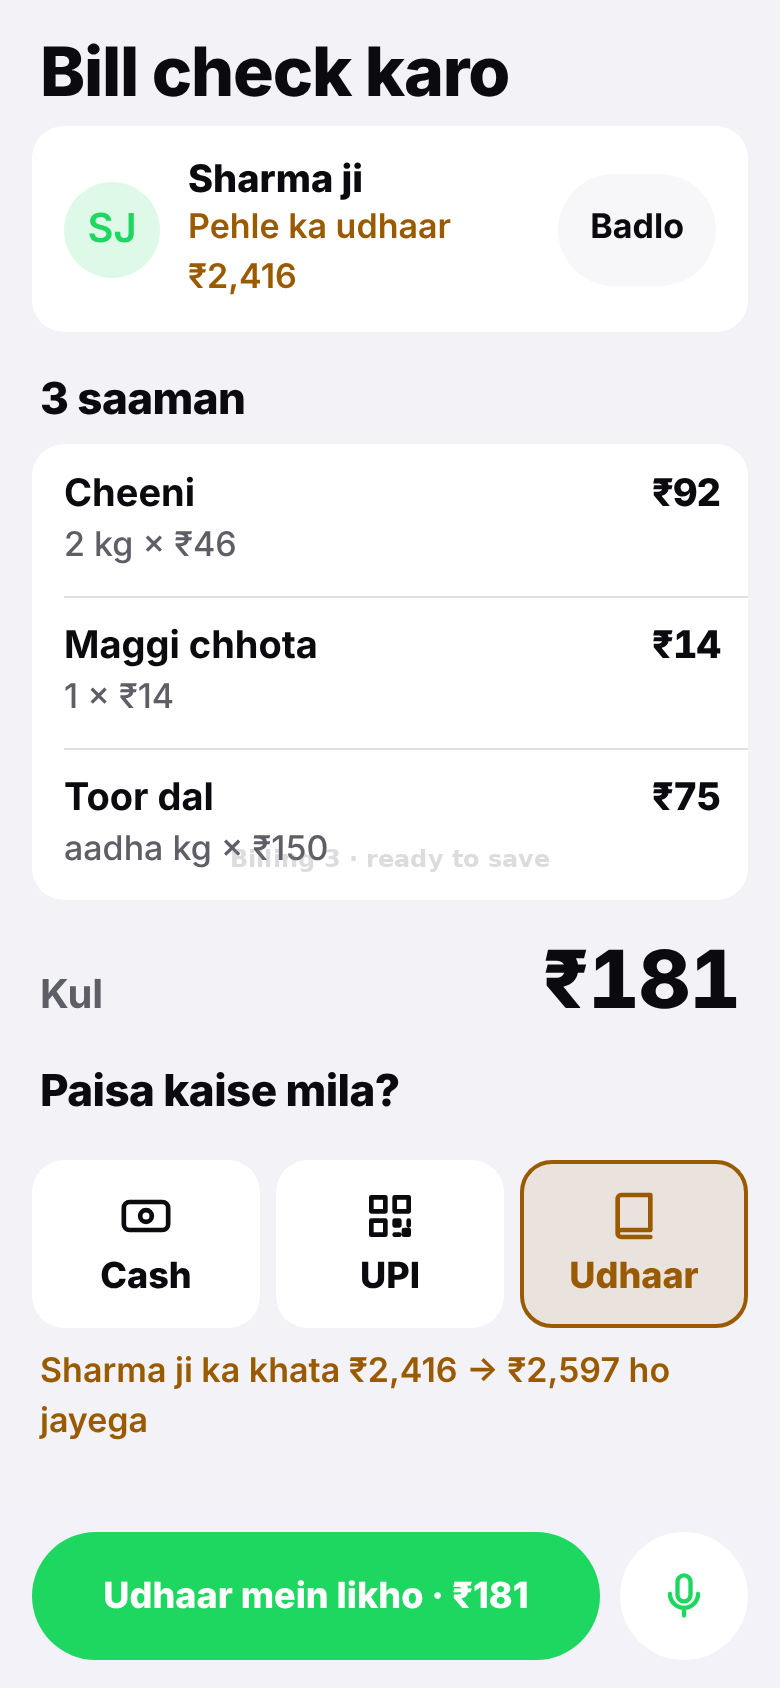 Bill check karo
SJ
Sharma ji
Pehle ka udhaar
₹2,416
Badlo
3 saaman
Cheeni
₹92
2 kg × ₹46
Maggi chhota
₹14
1 × ₹14
Toor dal
₹75
aadha kg × ₹150
Billing 3 · ready to save
Kul
₹181
Paisa kaise mila?
Cash
UPI
Udhaar
Sharma ji ka khata ₹2,416 → ₹2,597 ho
jayega
Udhaar mein likho · ₹181